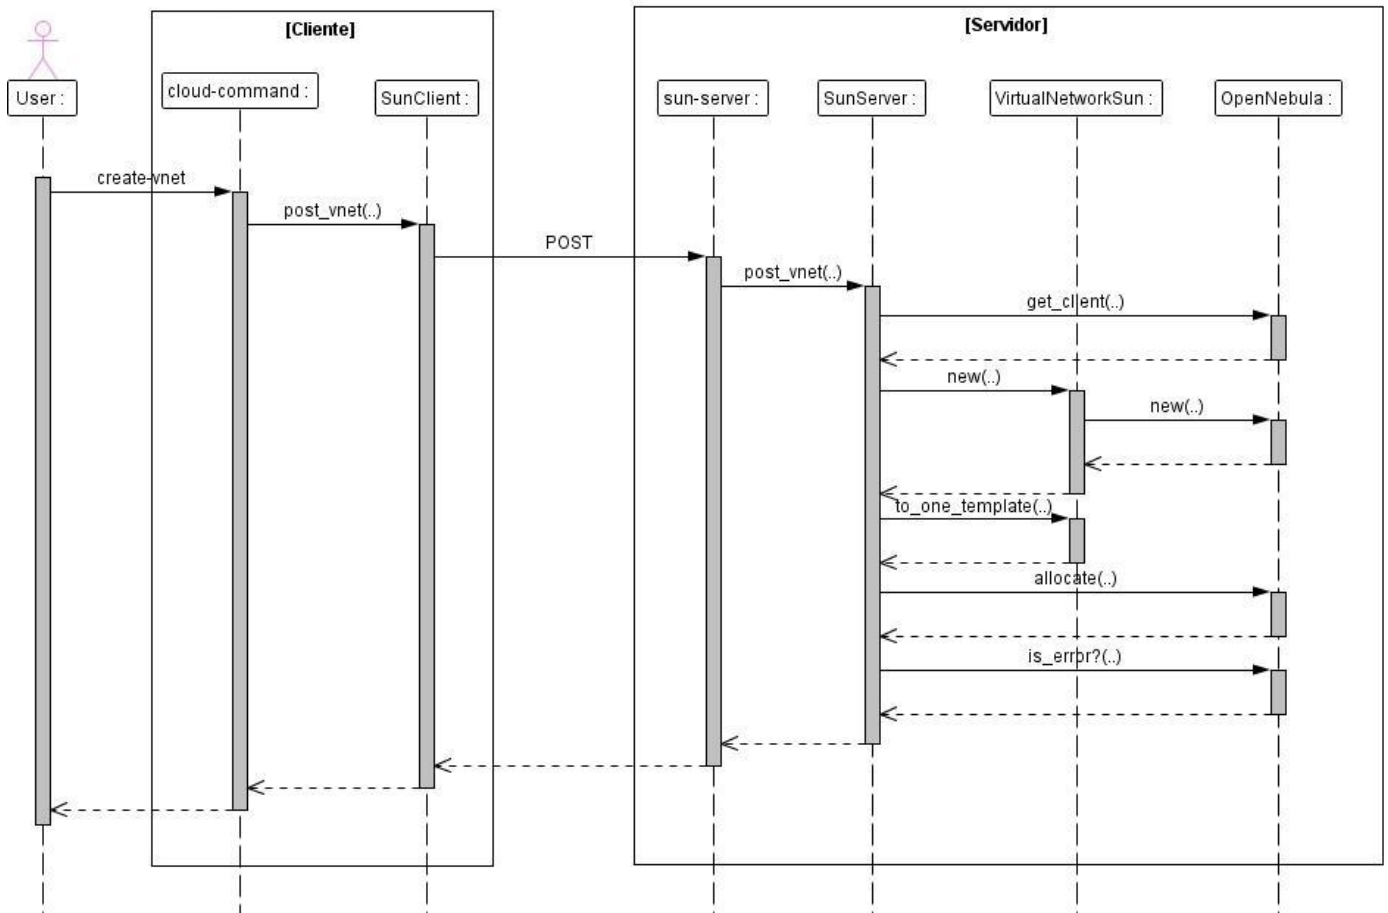 [Cliente]
[Servidor]
User :
cloud-command :
SunClient :
sun-server :
SunServer :
VirtualNetworkSun :
OpenNebula :
create-vnet
post_vnet(..)
POST
post_vnet(..)
get_client(..)
new(..)
new(..)
to_one_template(..)
allocate(..)
is_error?(..)